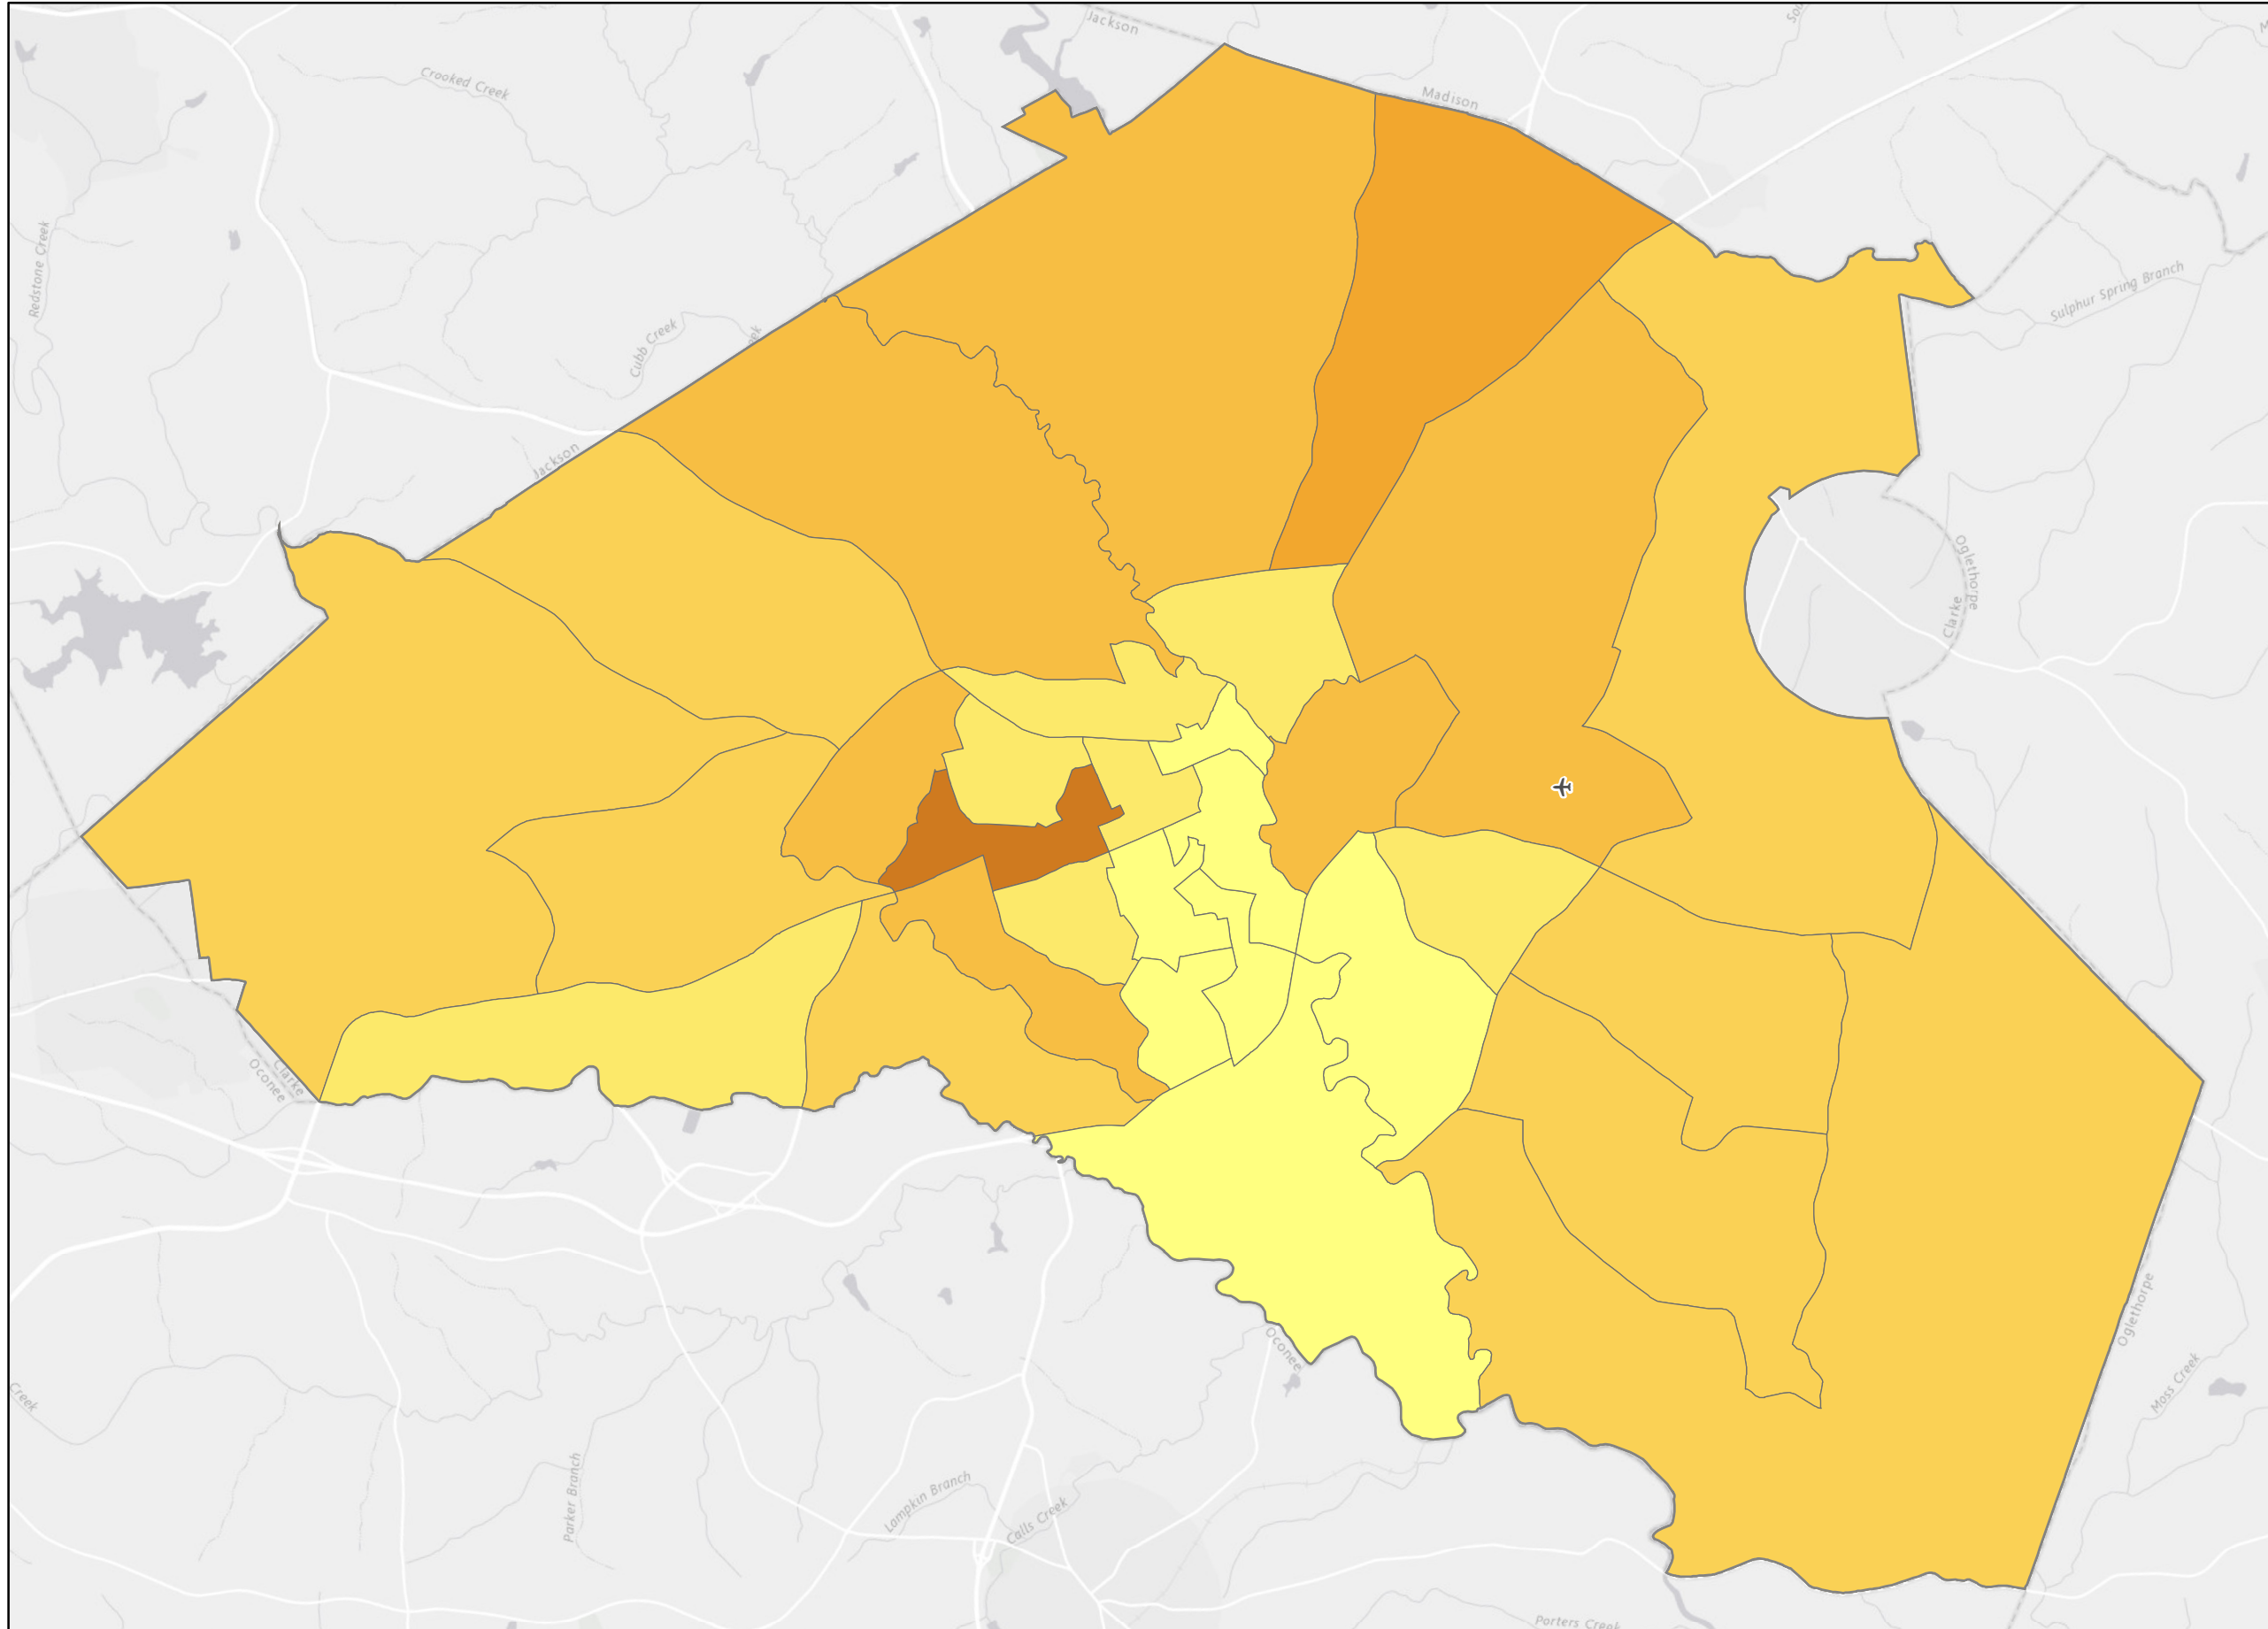 Jackson
Crooked Creek
Madison
Redstone Creek
Sulphur Spring Branch
Cubb Creek
Jackson
Oglethorpe
Clarke
Clarke
Oconee
Oglethorpe
Oconee
Creek
Moss Creek
Parker Branch
Lampkin Branch
Calls Creek
Porters Creek